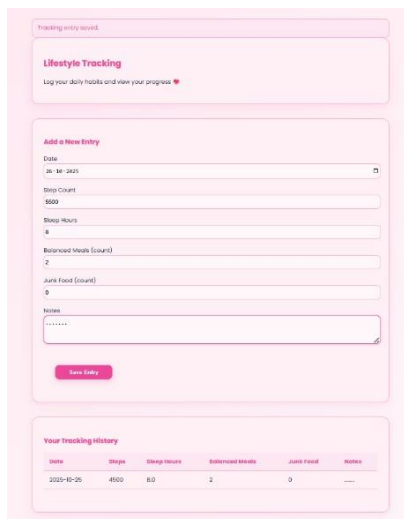 Tracking entry saved.
Lifestyle Tracking
Log your daily habits and view your progress 💗
Add a New Entry
Date
26-10-2025
Step Count
5500
Sleep Hours
8
Balanced Meals (count)
2
Junk Food (count)
0
Notes
.......
Save Entry
Your Tracking History
Date Steps Sleep Hours Balanced Meals Junk Food Notes
2025-10-25 4500 8.0 2 0 ......